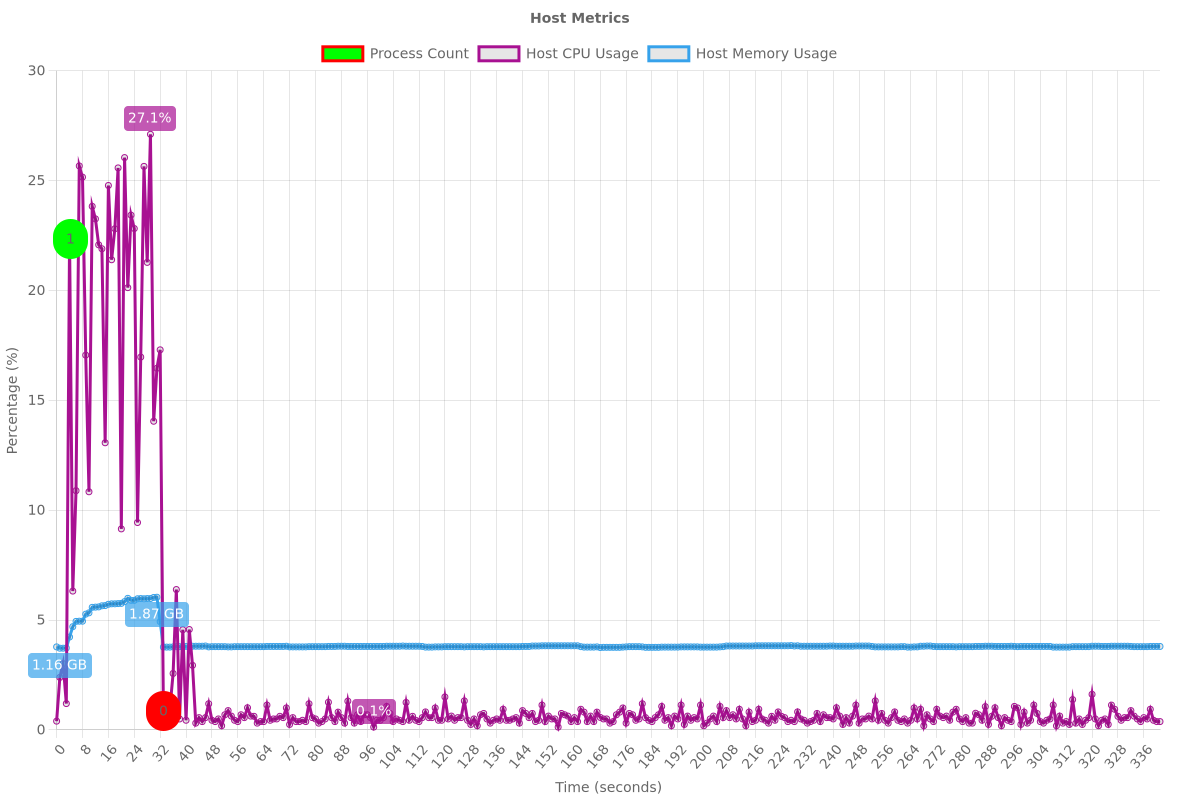 Host Metrics
Process Count Host CPU Usage Host Memory Usage
30
27.1%
25
1
20
15
Percentage (%)
10
5
1.87 GB
1.16 GB
0 0.1%
0
0 8 16 24 32 40 48 56 64 72 80 88 96 104 112 120 128 136 144 152 160 168 176 184 192 200 208 216 224 232 240 248 256 264 272 280 288 296 304 312 320 328 336
Time (seconds)